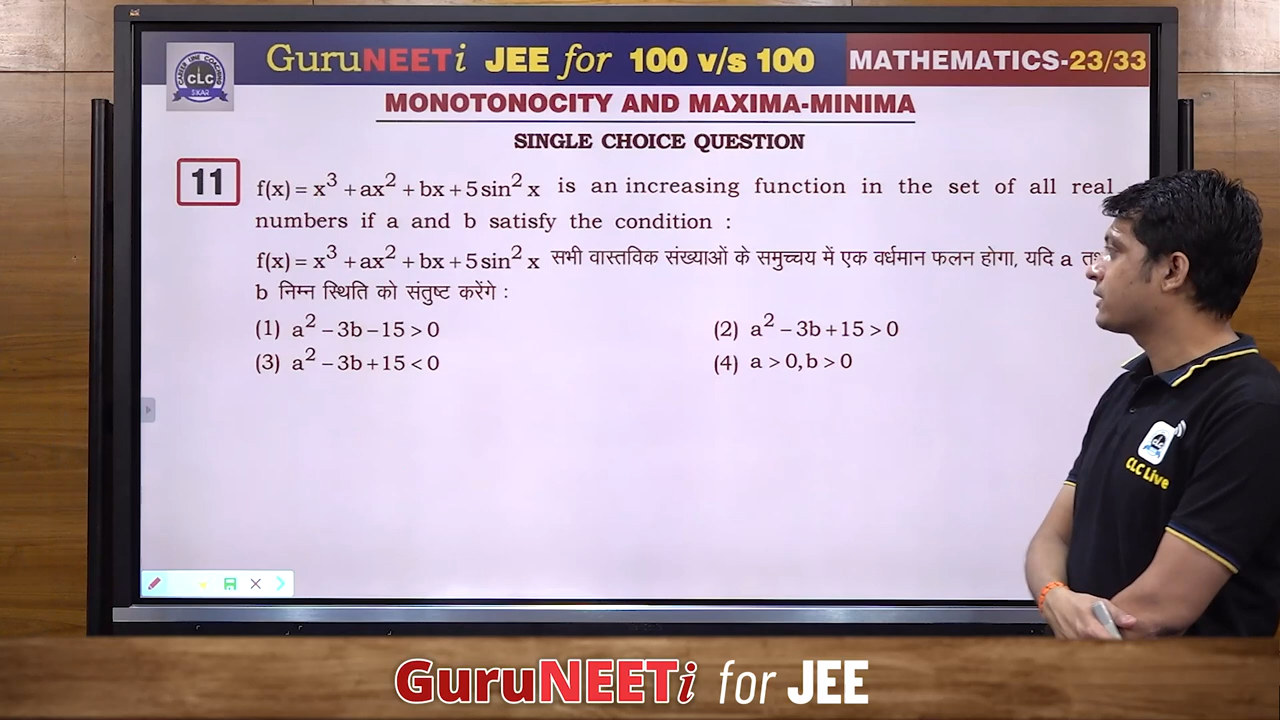 GuruNEETi JEE for 100 v/s 100
MATHEMATICS-23/33
CLC
SIKAR
MONOTONOCITY AND MAXIMA-MINIMA
SINGLE CHOICE QUESTION
11
f(x) = x³ + ax² + bx + 5 sin² x is an increasing function in the set of all real
numbers if a and b satisfy the condition :
f(x) = x³ + ax² + bx + 5 sin² x सभी वास्तविक संख्याओं के समुच्चय में एक वर्धमान फलन होगा, यदि a
b निम्न स्थिति को संतुष्ट करेंगे :
(1) a² – 3b – 15 > 0
(2) a² – 3b + 15 > 0
(3) a² – 3b + 15 < 0
(4) a > 0, b > 0
CLC
CLC Live
GuruNEETi for JEE